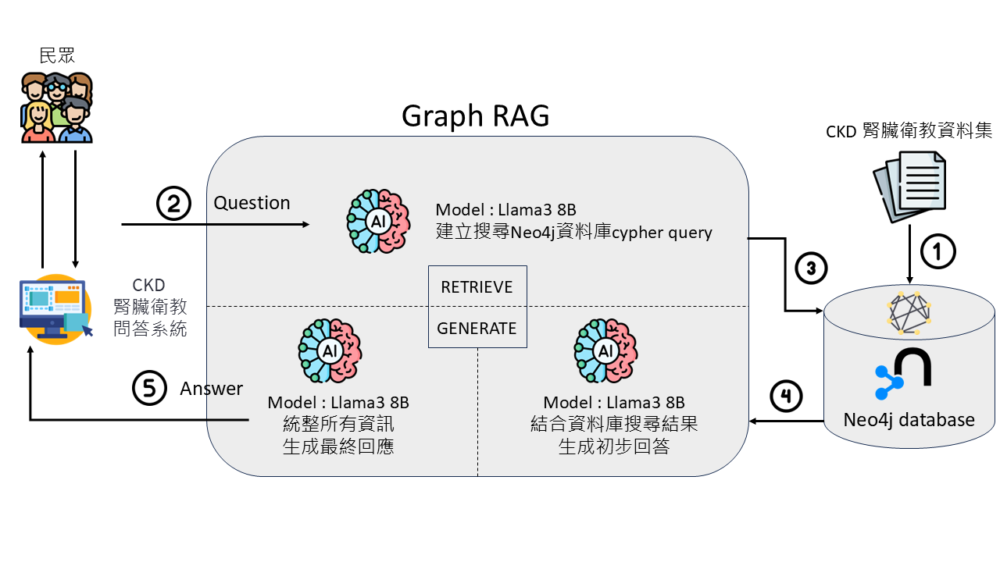 民眾
Graph RAG
CKD 腎臟衛教資料集
2
Question
AI
Model : Llama3 8B
建立搜尋Neo4j資料庫cypher query
1
3
RETRIEVE
GENERATE
CKD
腎臟衛教
問答系統
5
Answer
AI
Model : Llama3 8B
統整所有資訊
生成最終回應
AI
Model : Llama3 8B
結合資料庫搜尋結果
生成初步回答
4
n
Neo4j database